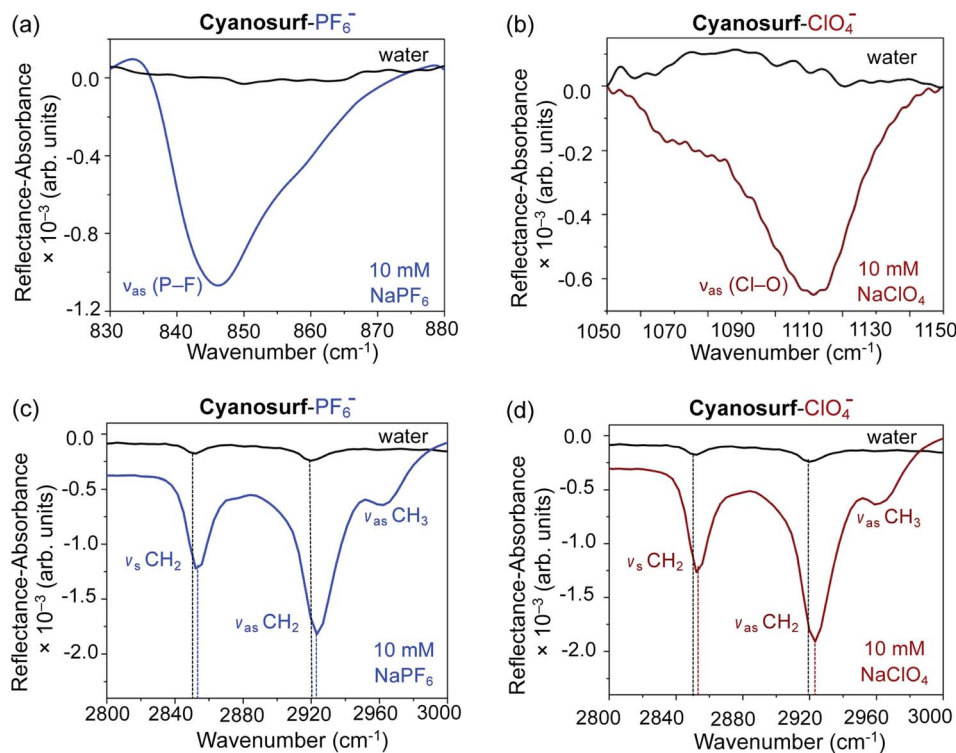 (a)
Cyanosurf-PF₆⁻
water
Reflectance-Absorbance
× 10⁻³ (arb. units)
0.0
-0.4
-0.8
-1.2
νas (P–F)
10 mM
NaPF₆
830 840 850 860 870 880
Wavenumber (cm⁻¹)
(b)
Cyanosurf-ClO₄⁻
water
Reflectance-Absorbance
× 10⁻³ (arb. units)
0.0
-0.2
-0.4
-0.6
νas (Cl–O)
10 mM
NaClO₄
1050 1070 1090 1110 1130 1150
Wavenumber (cm⁻¹)
(c)
Cyanosurf-PF₆⁻
water
Reflectance-Absorbance
× 10⁻³ (arb. units)
0.0
-0.5
-1.0
-1.5
-2.0
νas CH₃
νs CH₂
νas CH₂
10 mM
NaPF₆
2800 2840 2880 2920 2960 3000
Wavenumber (cm⁻¹)
(d)
Cyanosurf-ClO₄⁻
water
Reflectance-Absorbance
× 10⁻³ (arb. units)
0.0
-0.5
-1.0
-1.5
-2.0
νas CH₃
νs CH₂
νas CH₂
10 mM
NaClO₄
2800 2840 2880 2920 2960 3000
Wavenumber (cm⁻¹)